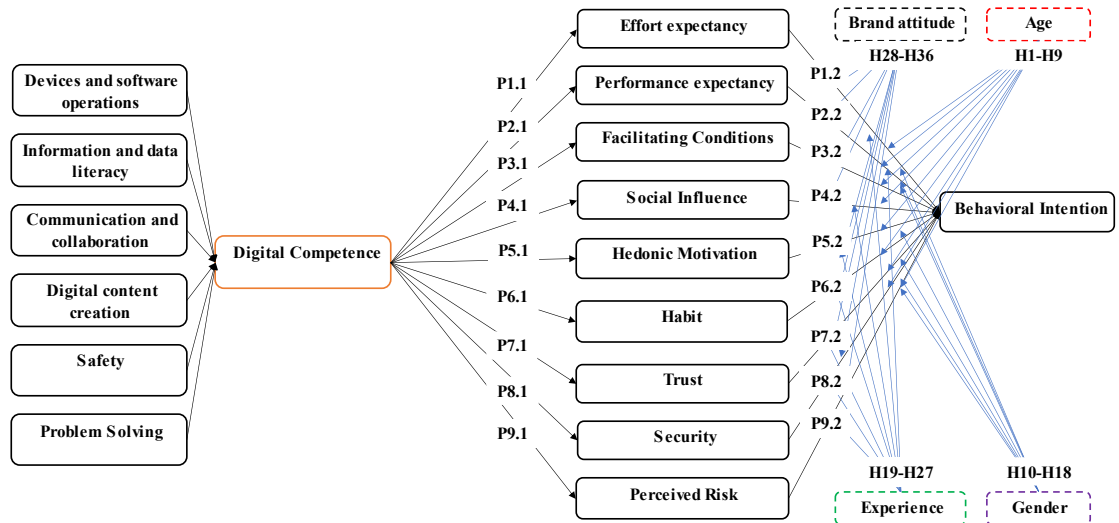 Devices and software
operations
Information and data
literacy
Communication and
collaboration
Digital content
creation
Safety
Problem Solving
Digital Competence
P1.1
P2.1
P3.1
P4.1
P5.1
P6.1
P7.1
P8.1
P9.1
Effort expectancy
Performance expectancy
Facilitating Conditions
Social Influence
Hedonic Motivation
Habit
Trust
Security
Perceived Risk
P1.2
P2.2
P3.2
P4.2
P5.2
P6.2
P7.2
P8.2
P9.2
Brand attitude
H28-H36
Age
H1-H9
Behavioral Intention
H19-H27
Experience
H10-H18
Gender